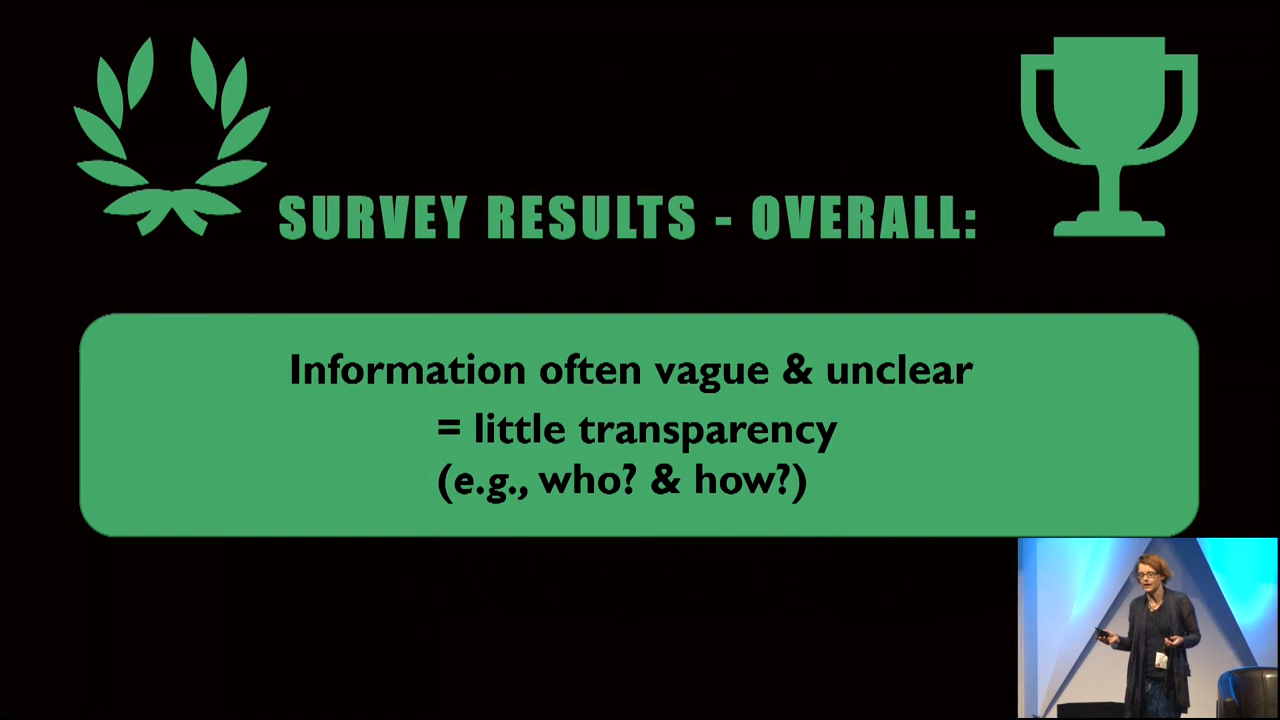 SURVEY RESULTS - OVERALL:
Information often vague & unclear
= little transparency
(e.g., who? & how?)